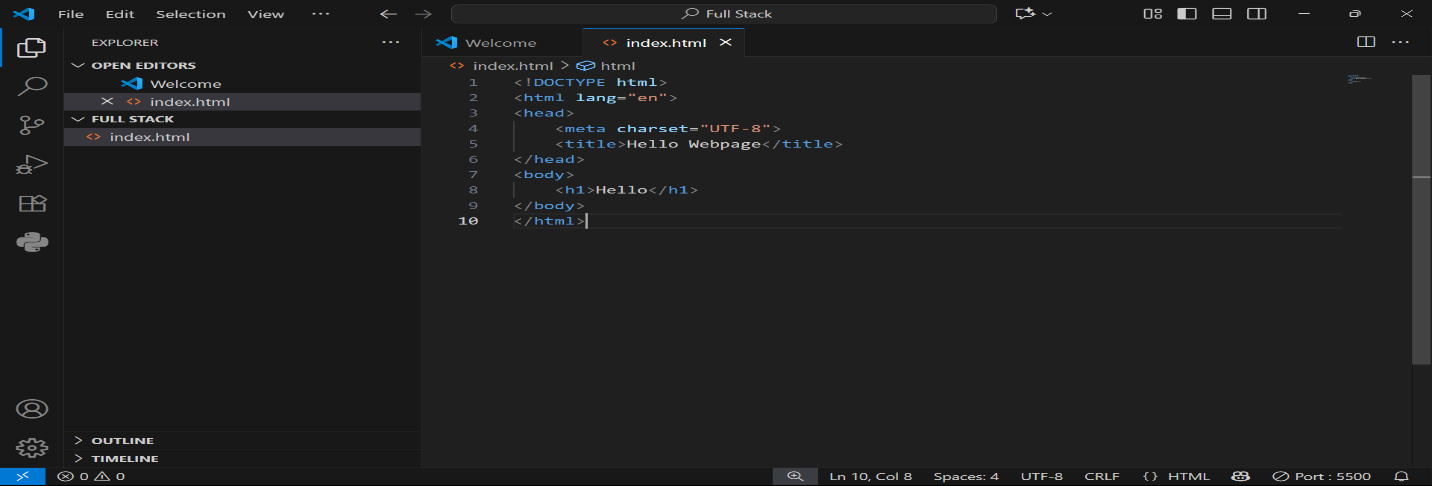 File Edit Selection View ··· Full Stack
EXPLORER ···
Welcome
index.html
OPEN EDITORS
Welcome
index.html
FULL STACK
index.html
OUTLINE
TIMELINE
index.html > html
1 <!DOCTYPE html>
2 <html lang="en">
3 <head>
4 <meta charset="UTF-8">
5 <title>Hello Webpage</title>
6 </head>
7 <body>
8 <h1>Hello</h1>
9 </body>
10 </html>
0 0 Ln 10, Col 8 Spaces: 4 UTF-8 CRLF {} HTML Port : 5500